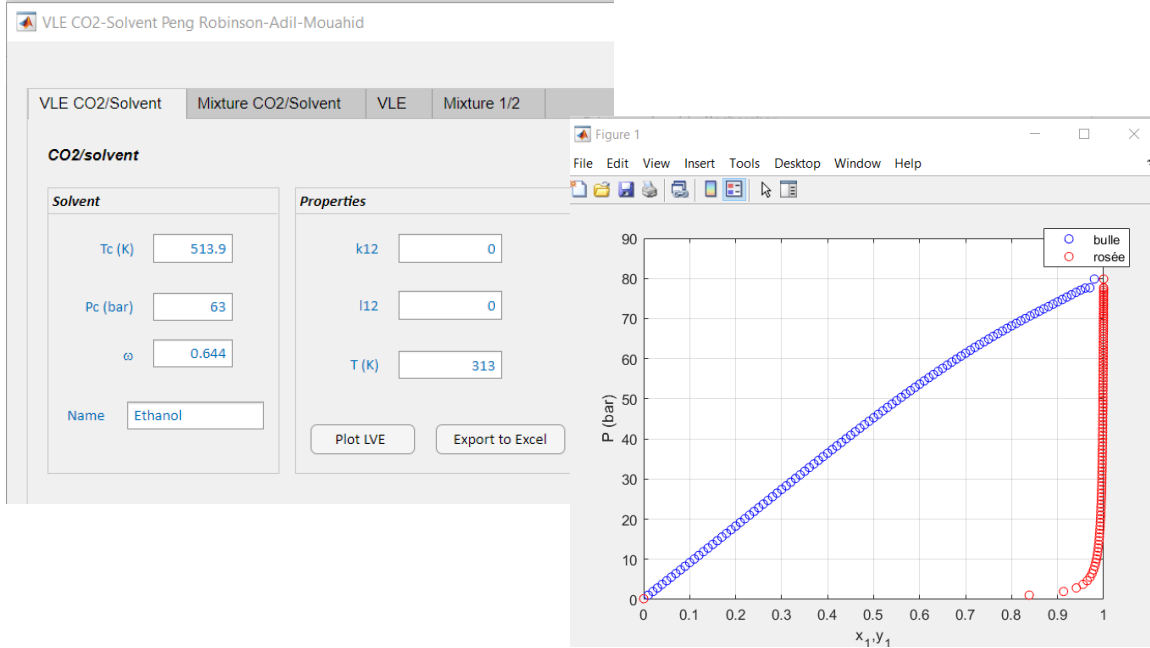 VLE CO2-Solvent Peng Robinson-Adil-Mouahid
VLE CO2/Solvent
Mixture CO2/Solvent
VLE
Mixture 1/2
CO2/solvent
Solvent
Tc (K) 513.9
Pc (bar) 63
ω 0.644
Name Ethanol
Properties
k12 0
l12 0
T (K) 313
Plot LVE
Export to Excel
Figure 1
File Edit View Insert Tools Desktop Window Help
bulle
rosée
90
80
70
60
50
40
30
20
10
0
P (bar)
0 0.1 0.2 0.3 0.4 0.5 0.6 0.7 0.8 0.9 1
x_1,y_1